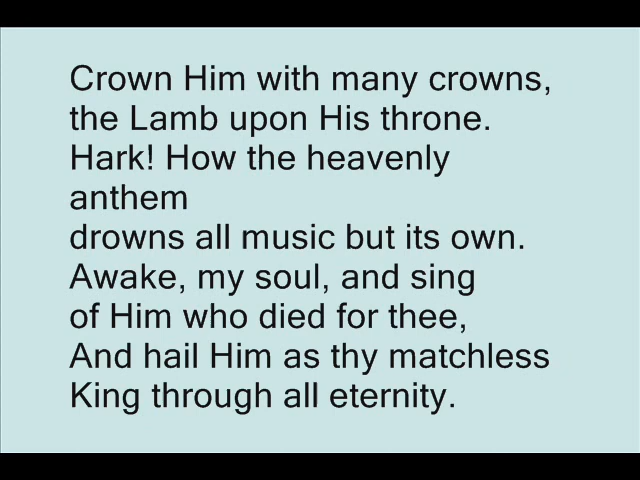 Crown Him with many crowns,
the Lamb upon His throne.
Hark! How the heavenly
anthem
drowns all music but its own.
Awake, my soul, and sing
of Him who died for thee,
And hail Him as thy matchless
King through all eternity.